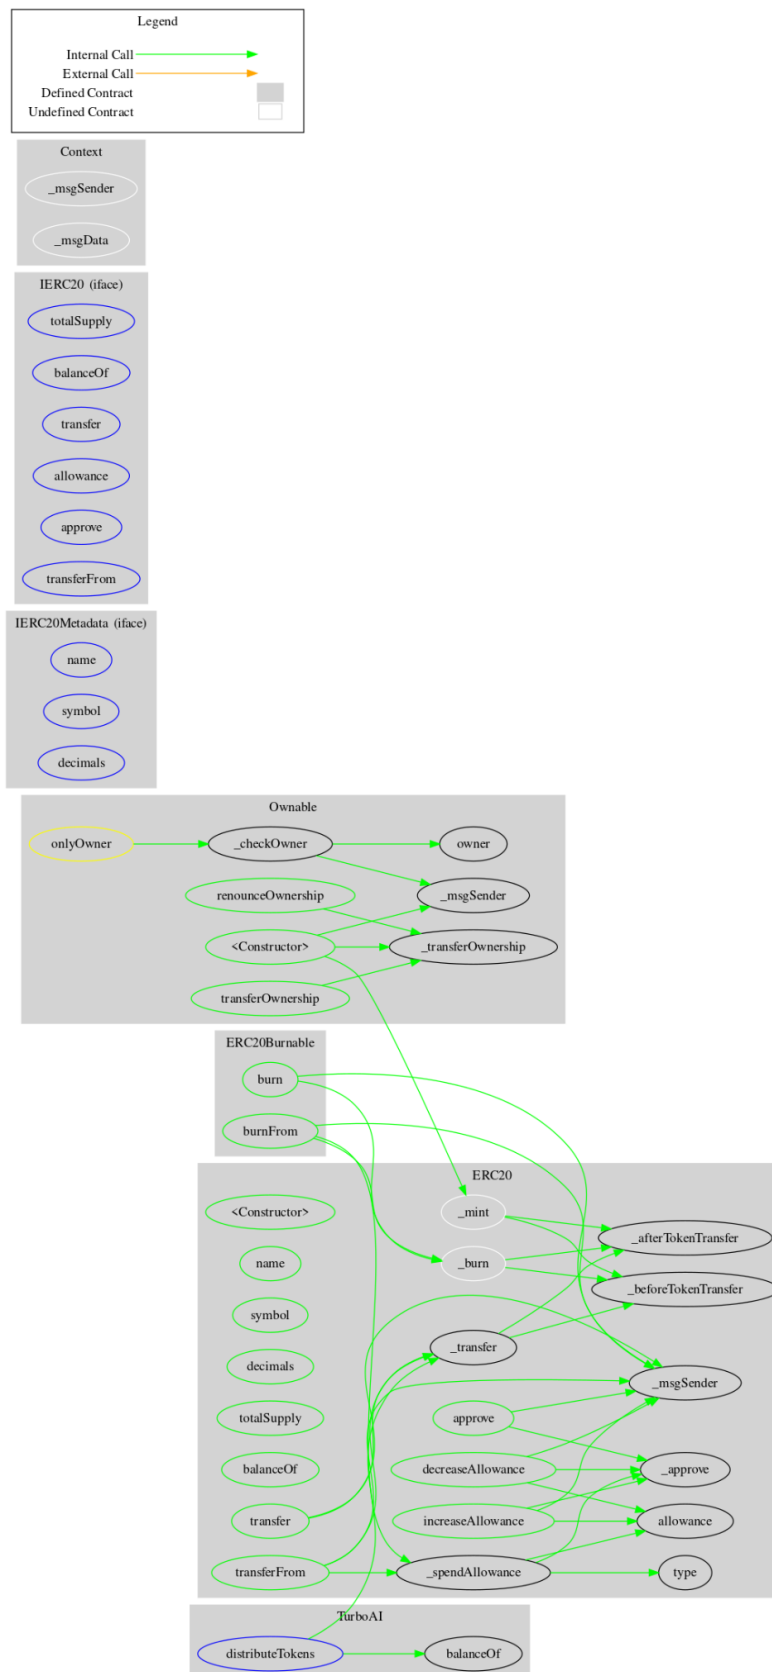 Legend
Internal Call
External Call
Defined Contract
Undefined Contract
Context
_msgSender
_msgData
IERC20 (iface)
totalSupply
balanceOf
transfer
allowance
approve
transferFrom
IERC20Metadata (iface)
name
symbol
decimals
Ownable
onlyOwner
_checkOwner
owner
renounceOwnership
_msgSender
<Constructor>
_transferOwnership
transferOwnership
ERC20Burnable
burn
burnFrom
ERC20
<Constructor>
_mint
_afterTokenTransfer
name
_burn
_beforeTokenTransfer
symbol
_transfer
decimals
_msgSender
totalSupply
approve
balanceOf
decreaseAllowance
_approve
transfer
increaseAllowance
allowance
transferFrom
_spendAllowance
type
TurboAI
distributeTokens
balanceOf